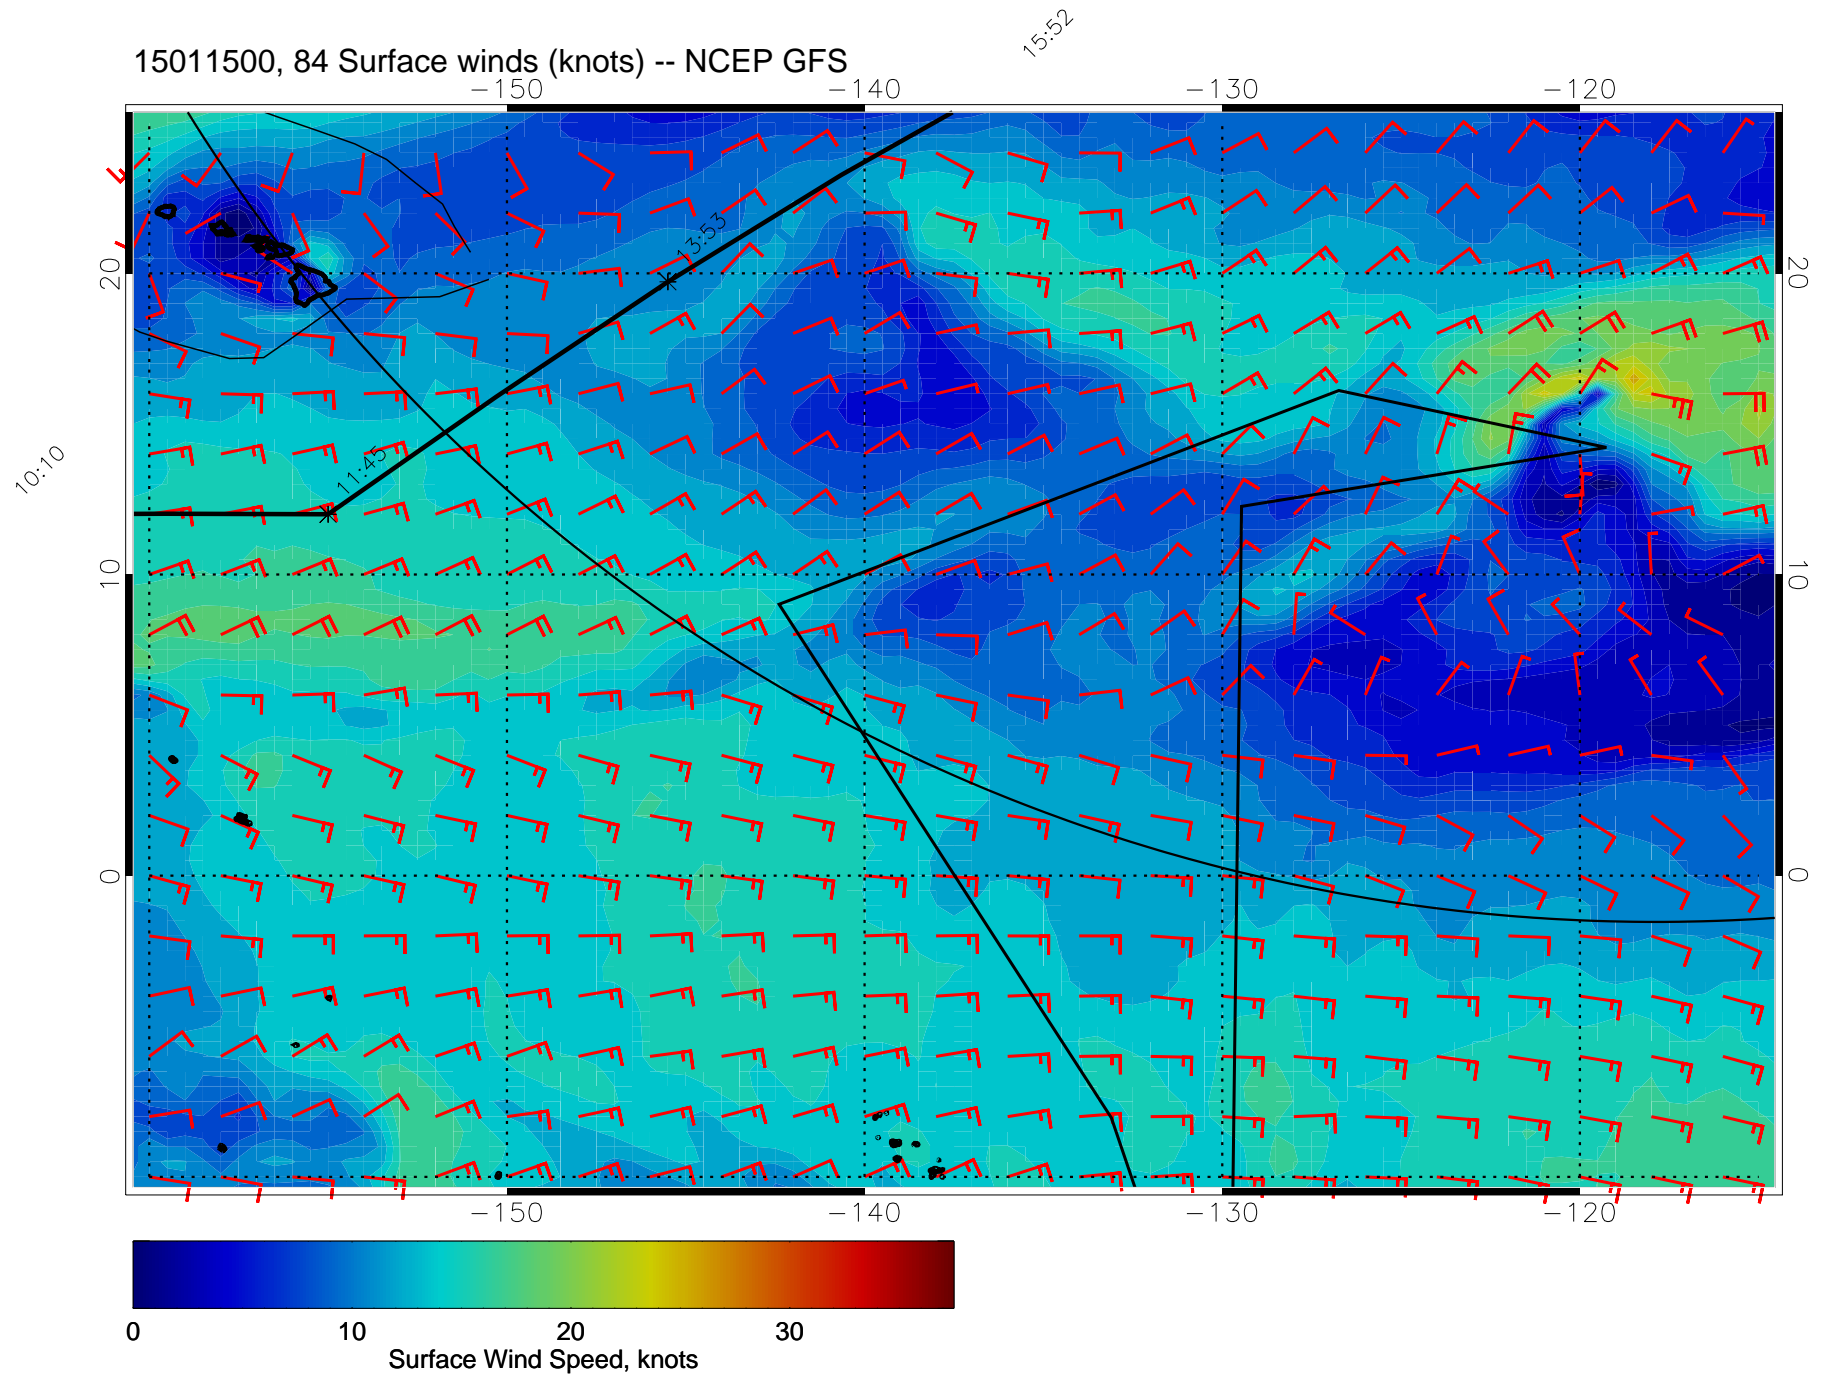 15:52
15011500, 84 Surface winds (knots) -- NCEP GFS
-150 -140 -130 -120
20 20
13:53
10:10
11:45
10 10
0 0
-150 -140 -130 -120
0 10 20 30
Surface Wind Speed, knots